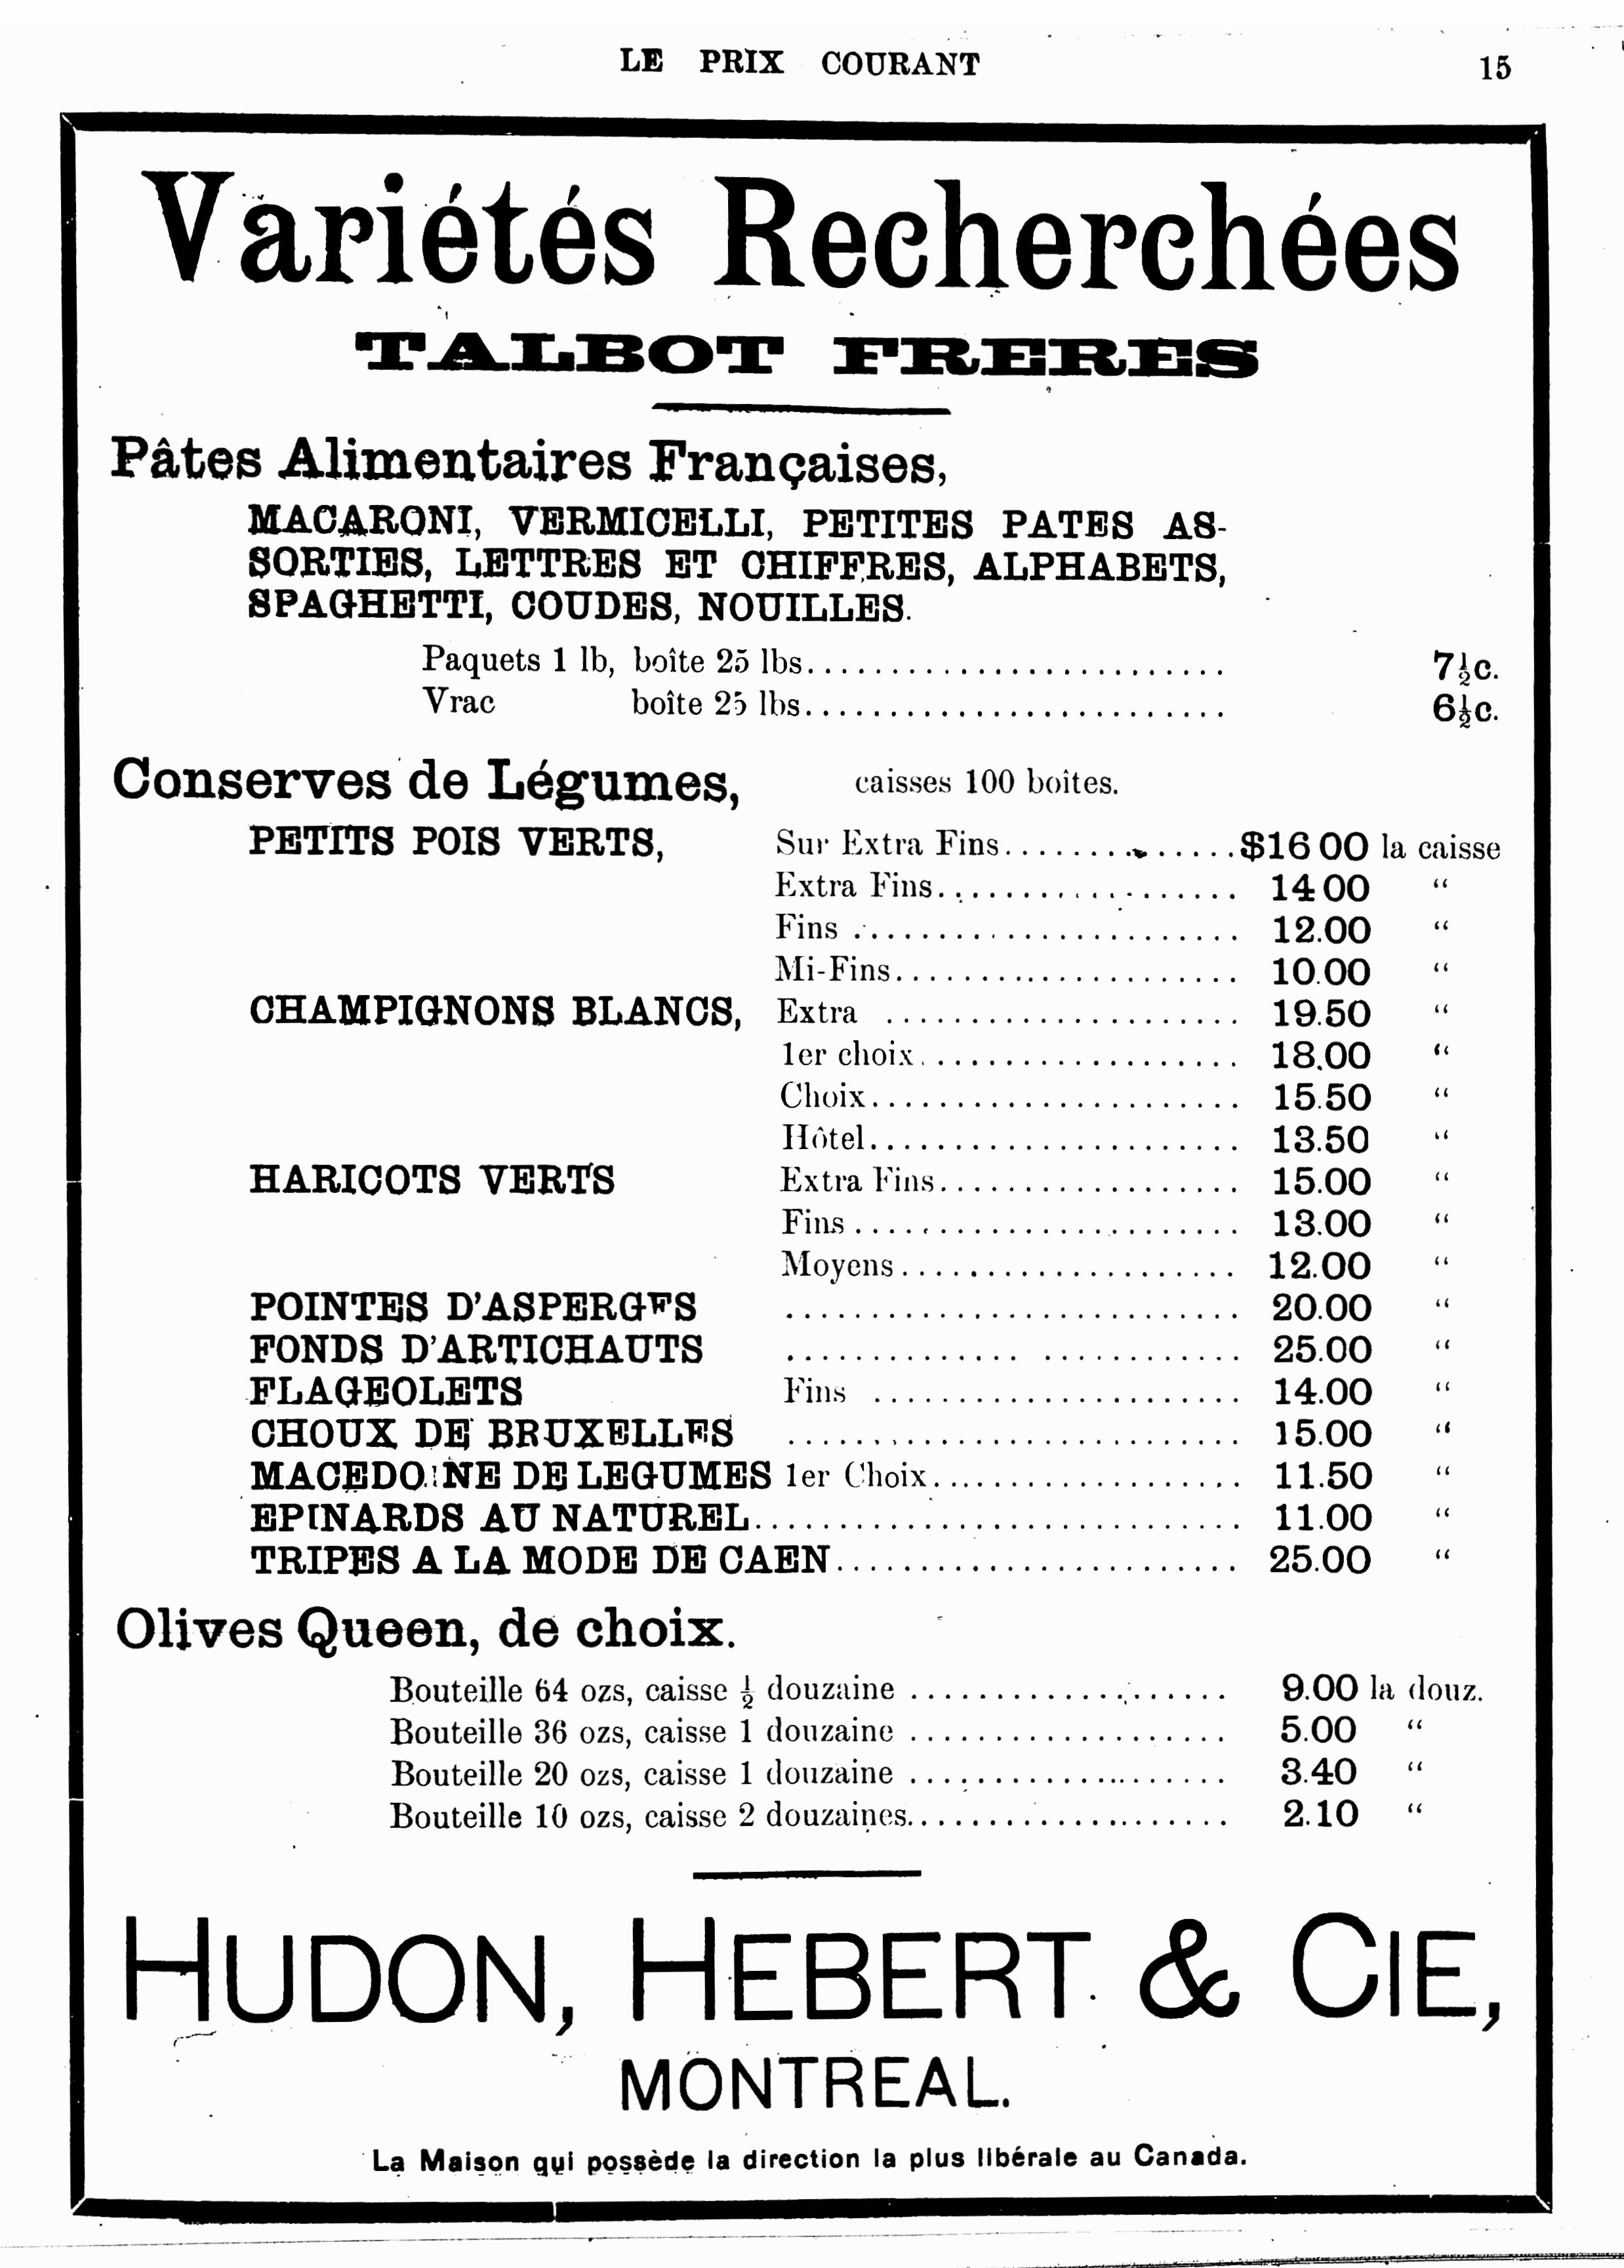 LE PRIX COURANT 15
Variétés Recherchées
TALBOT FRERES
Pâtes Alimentaires Françaises,
MACARONI, VERMICELLI, PETITES PATES AS-
SORTIES, LETTRES ET CHIFFRES, ALPHABETS,
SPAGHETTI, COUDES, NOUILLES.
Paquets 1 lb, boîte 25 lbs......................... 7½c.
Vrac boîte 25 lbs......................... 6½c.
Conserves de Légumes, caisses 100 boîtes.
PETITS POIS VERTS, Sur Extra Fins.............. $16 00 la caisse
Extra Fins.................. 14 00 "
Fins ....................... 12.00 "
Mi-Fins..................... 10.00 "
CHAMPIGNONS BLANCS, Extra ..................... 19.50 "
1er choix................... 18.00 "
Choix...................... 15.50 "
Hôtel...................... 13.50 "
HARICOTS VERTS Extra Fins.................. 15.00 "
Fins ....................... 13.00 "
Moyens .................... 12.00 "
POINTES D'ASPERGES ........................... 20.00 "
FONDS D'ARTICHAUTS .......................... 25.00 "
FLAGEOLETS Fins ...................... 14.00 "
CHOUX DE BRUXELLES ........................... 15.00 "
MACEDOINE DE LEGUMES 1er Choix................... 11.50 "
EPINARDS AU NATUREL............................. 11.00 "
TRIPES A LA MODE DE CAEN........................ 25.00 "
Olives Queen, de choix.
Bouteille 64 ozs, caisse ½ douzaine ................... 9.00 la douz.
Bouteille 36 ozs, caisse 1 douzaine ................... 5.00 "
Bouteille 20 ozs, caisse 1 douzaine ................... 3.40 "
Bouteille 10 ozs, caisse 2 douzaines................... 2.10 "
HUDON, HEBERT & CIE,
MONTREAL.
La Maison qui possède la direction la plus libérale au Canada.